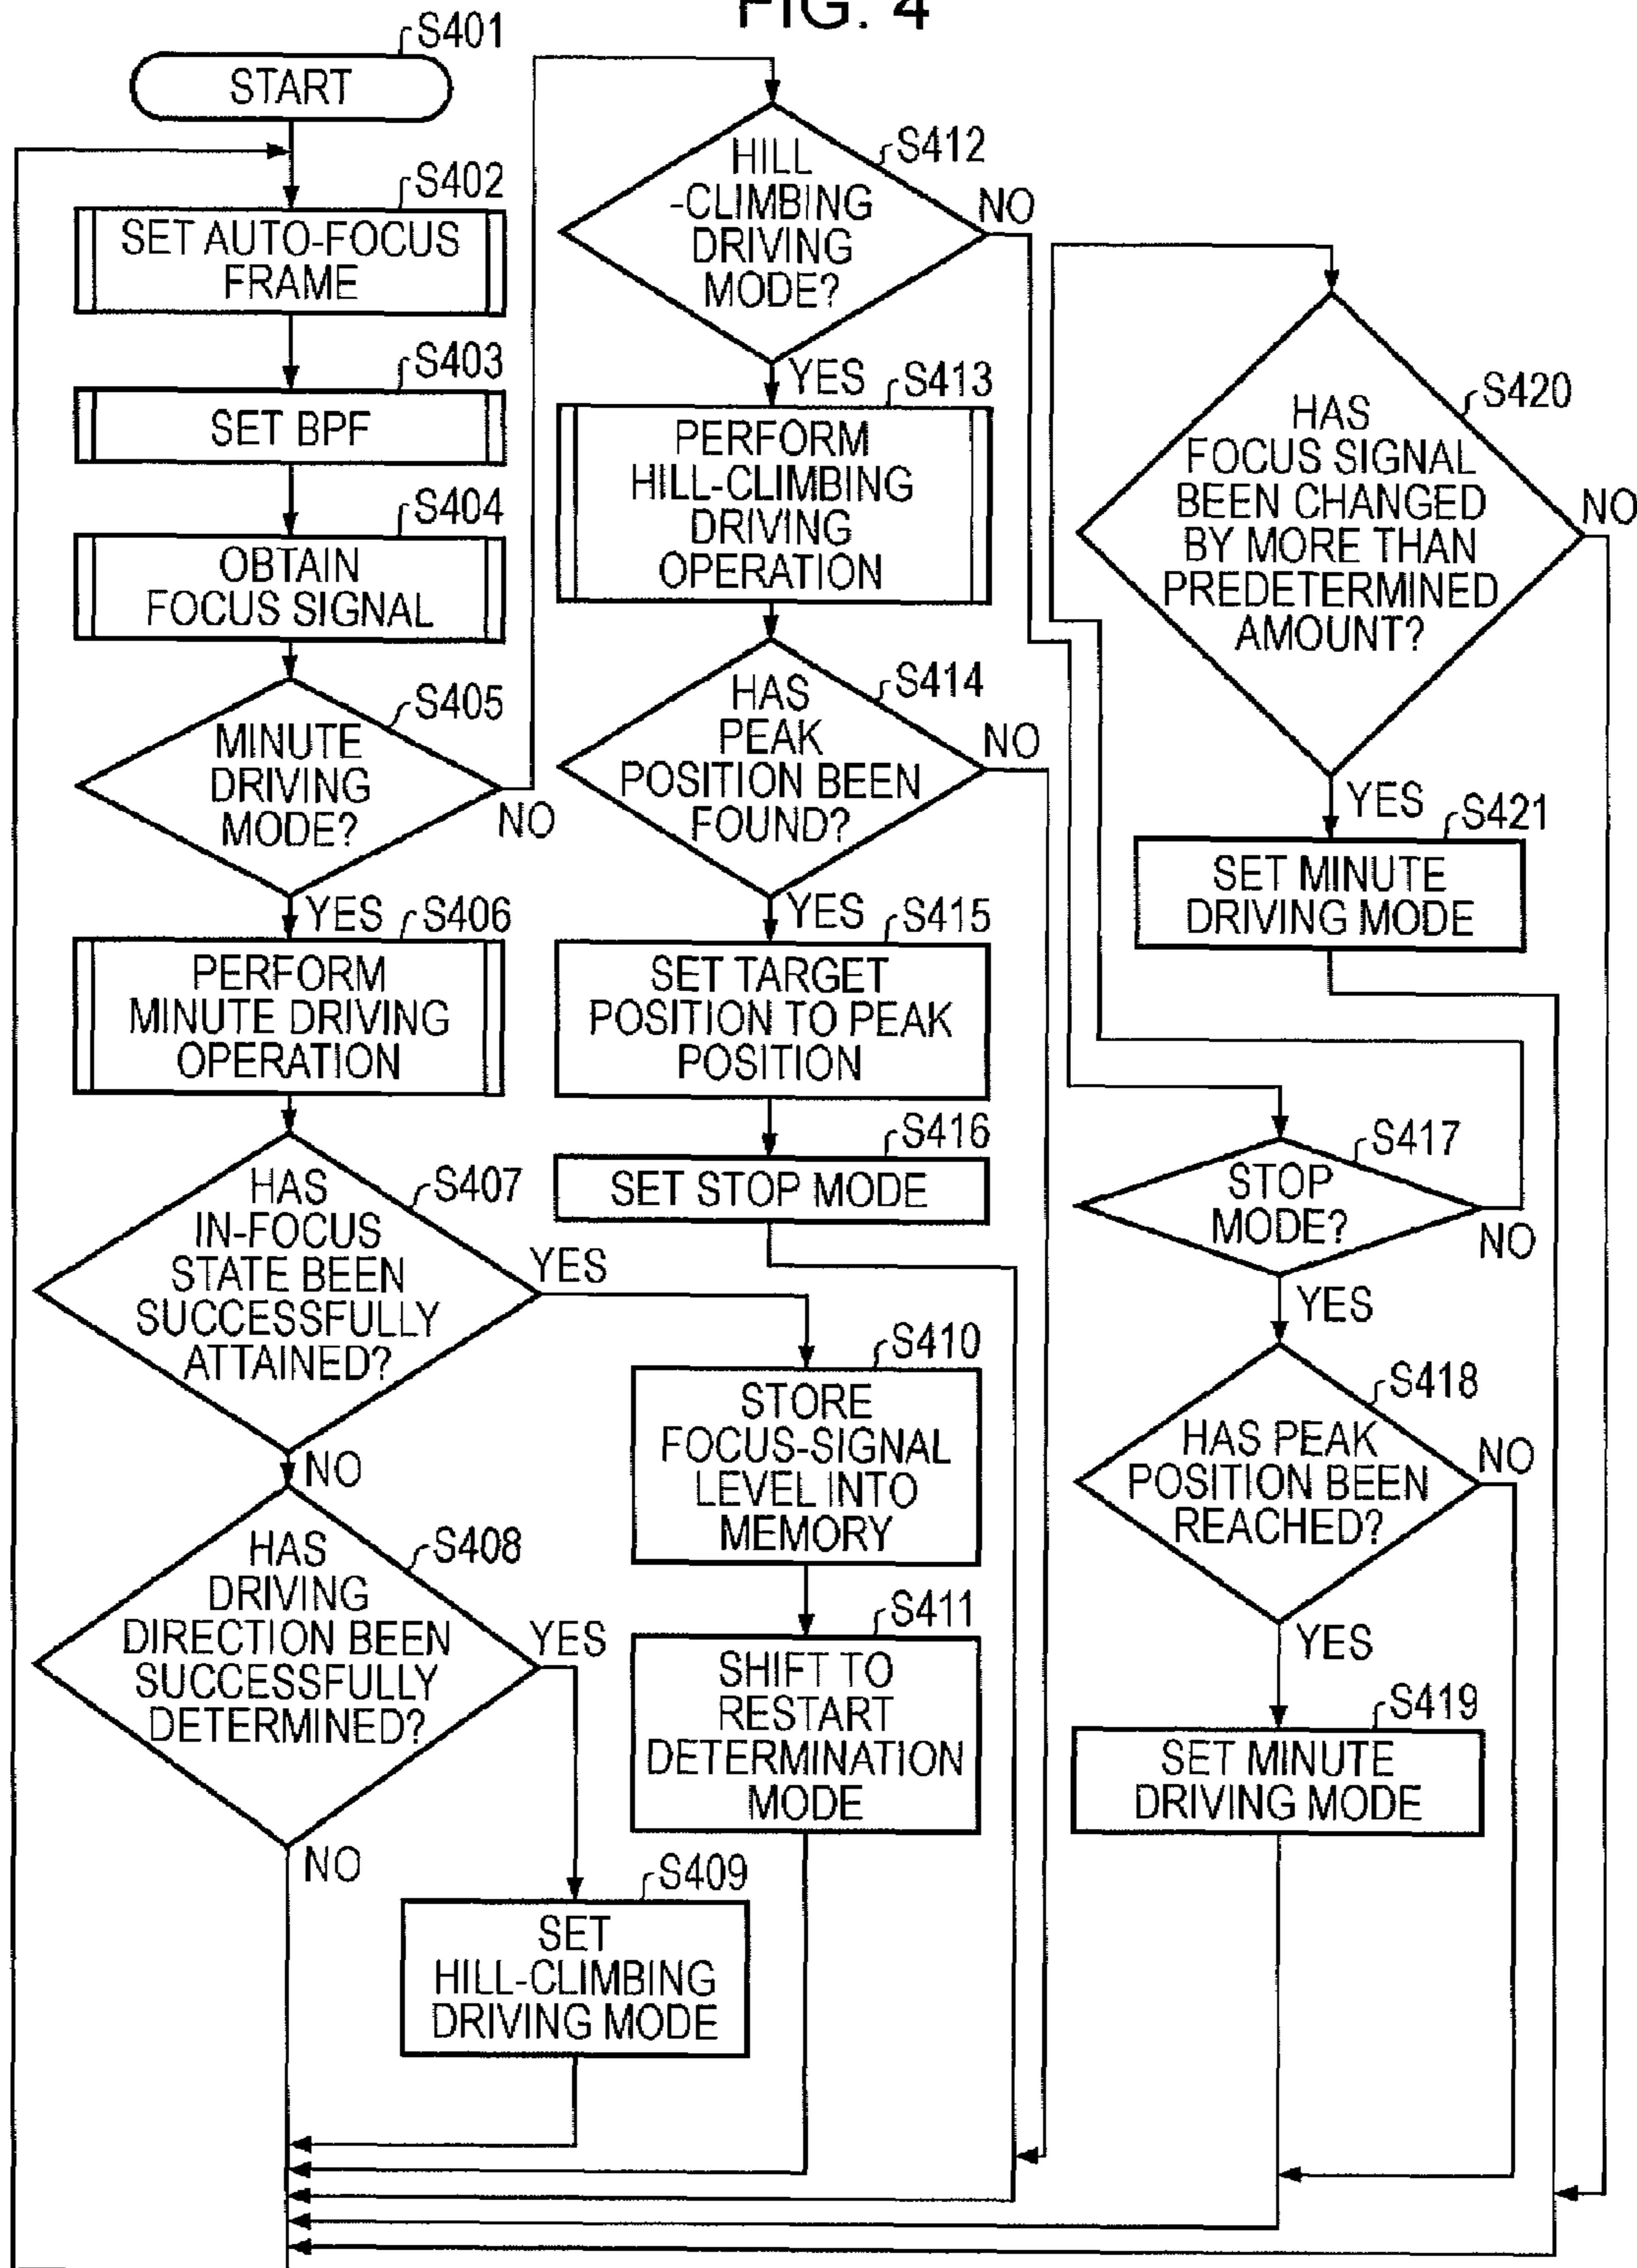 FIG. 4
S401
START
S402
SET AUTO-FOCUS
FRAME
S403
SET BPF
S404
OBTAIN
FOCUS SIGNAL
S405
MINUTE
DRIVING
MODE?
NO
YES
S406
PERFORM
MINUTE DRIVING
OPERATION
S407
HAS
IN-FOCUS
STATE BEEN
SUCCESSFULLY
ATTAINED?
YES
NO
S408
HAS
DRIVING
DIRECTION BEEN
SUCCESSFULLY
DETERMINED?
YES
NO
S409
SET
HILL-CLIMBING
DRIVING MODE
S410
STORE
FOCUS-SIGNAL
LEVEL INTO
MEMORY
S411
SHIFT TO
RESTART
DETERMINATION
MODE
S412
HILL
-CLIMBING
DRIVING
MODE?
NO
YES
S413
PERFORM
HILL-CLIMBING
DRIVING
OPERATION
S414
HAS
PEAK
POSITION BEEN
FOUND?
NO
YES
S415
SET TARGET
POSITION TO PEAK
POSITION
S416
SET STOP MODE
S417
STOP
MODE?
NO
YES
S418
HAS PEAK
POSITION BEEN
REACHED?
NO
YES
S419
SET MINUTE
DRIVING MODE
S420
HAS
FOCUS SIGNAL
BEEN CHANGED
BY MORE THAN
PREDETERMINED
AMOUNT?
NO
YES
S421
SET MINUTE
DRIVING MODE